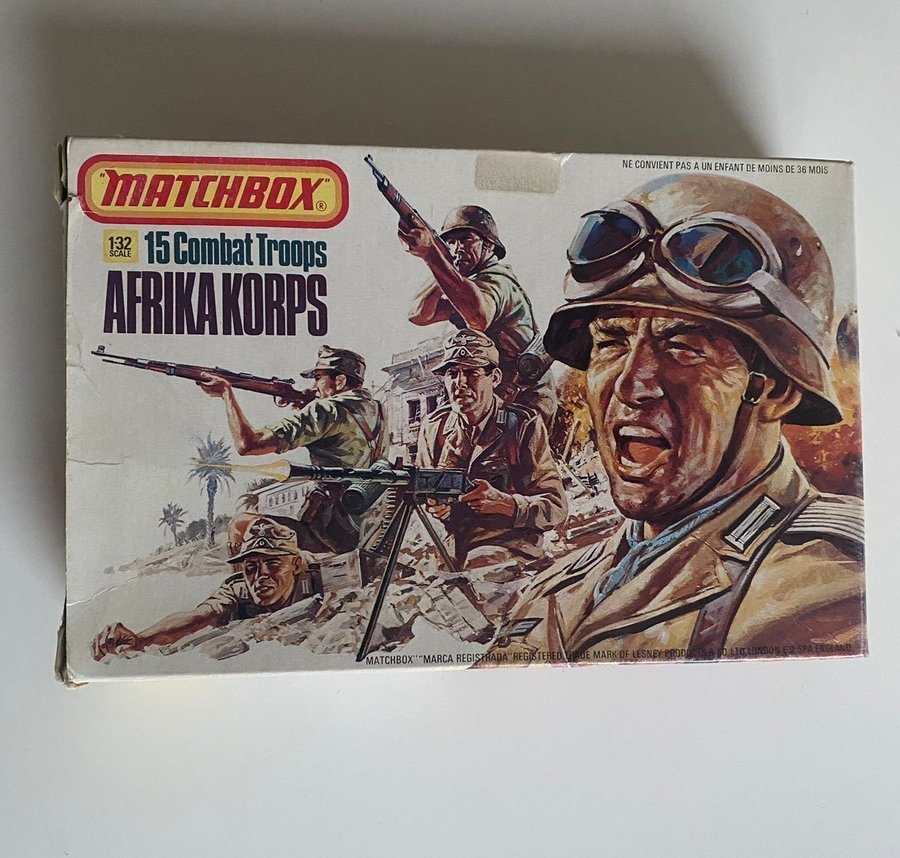 NE CONVIENT PAS A UN ENFANT DE MOINS DE 36 MOIS
"MATCHBOX"®
1:32
SCALE
15 Combat Troops
AFRIKA KORPS
MATCHBOX" "MARCA REGISTRADA" REGISTERED TRADE MARK OF LESNEY PRODUCTS & CO. LTD. LONDON E.9. 5PA. ENGLAND